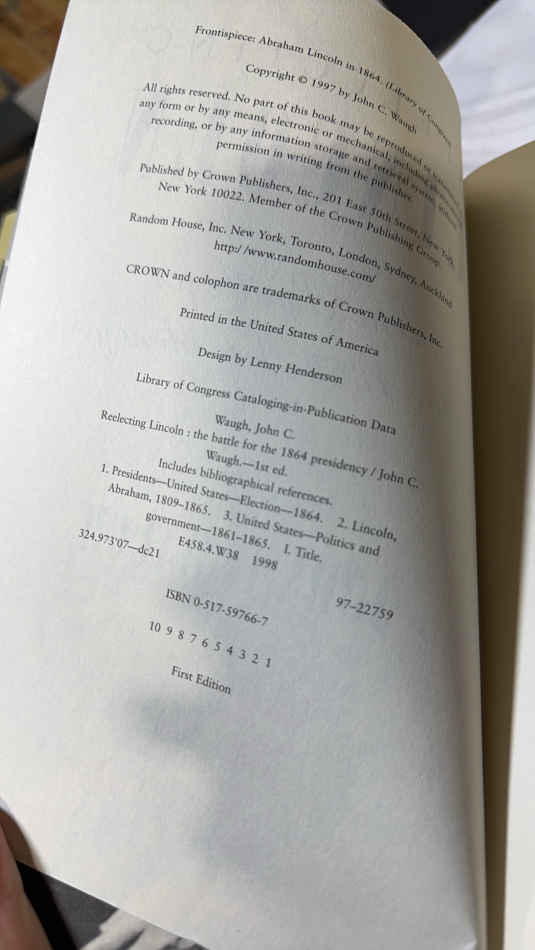 Frontispiece: Abraham Lincoln in 1864. (Library of Congress
Copyright © 1997 by John C. Waugh
All rights reserved. No part of this book may be reproduced or transmitted
any form or by any means, electronic or mechanical, including
recording, or by any information storage and retrieval system, without
permission in writing from the publisher.
Published by Crown Publishers, Inc., 201 East 50th Street, New York,
New York 10022. Member of the Crown Publishing Group.
Random House, Inc. New York, Toronto, London, Sydney, Auckland
http://www.randomhouse.com/
CROWN and colophon are trademarks of Crown Publishers, Inc.
Printed in the United States of America
Design by Lenny Henderson
Library of Congress Cataloging-in-Publication Data
Waugh, John C.
Reelecting Lincoln : the battle for the 1864 presidency / John C.
Waugh.—1st ed.
Includes bibliographical references.
1. Presidents—United States—Election—1864. 2. Lincoln,
Abraham, 1809–1865. 3. United States—Politics and
government—1861–1865. I. Title.
E458.4.W38 1998
324.973'07—dc21 97–22759
ISBN 0-517-59766-7
10 9 8 7 6 5 4 3 2 1
First Edition